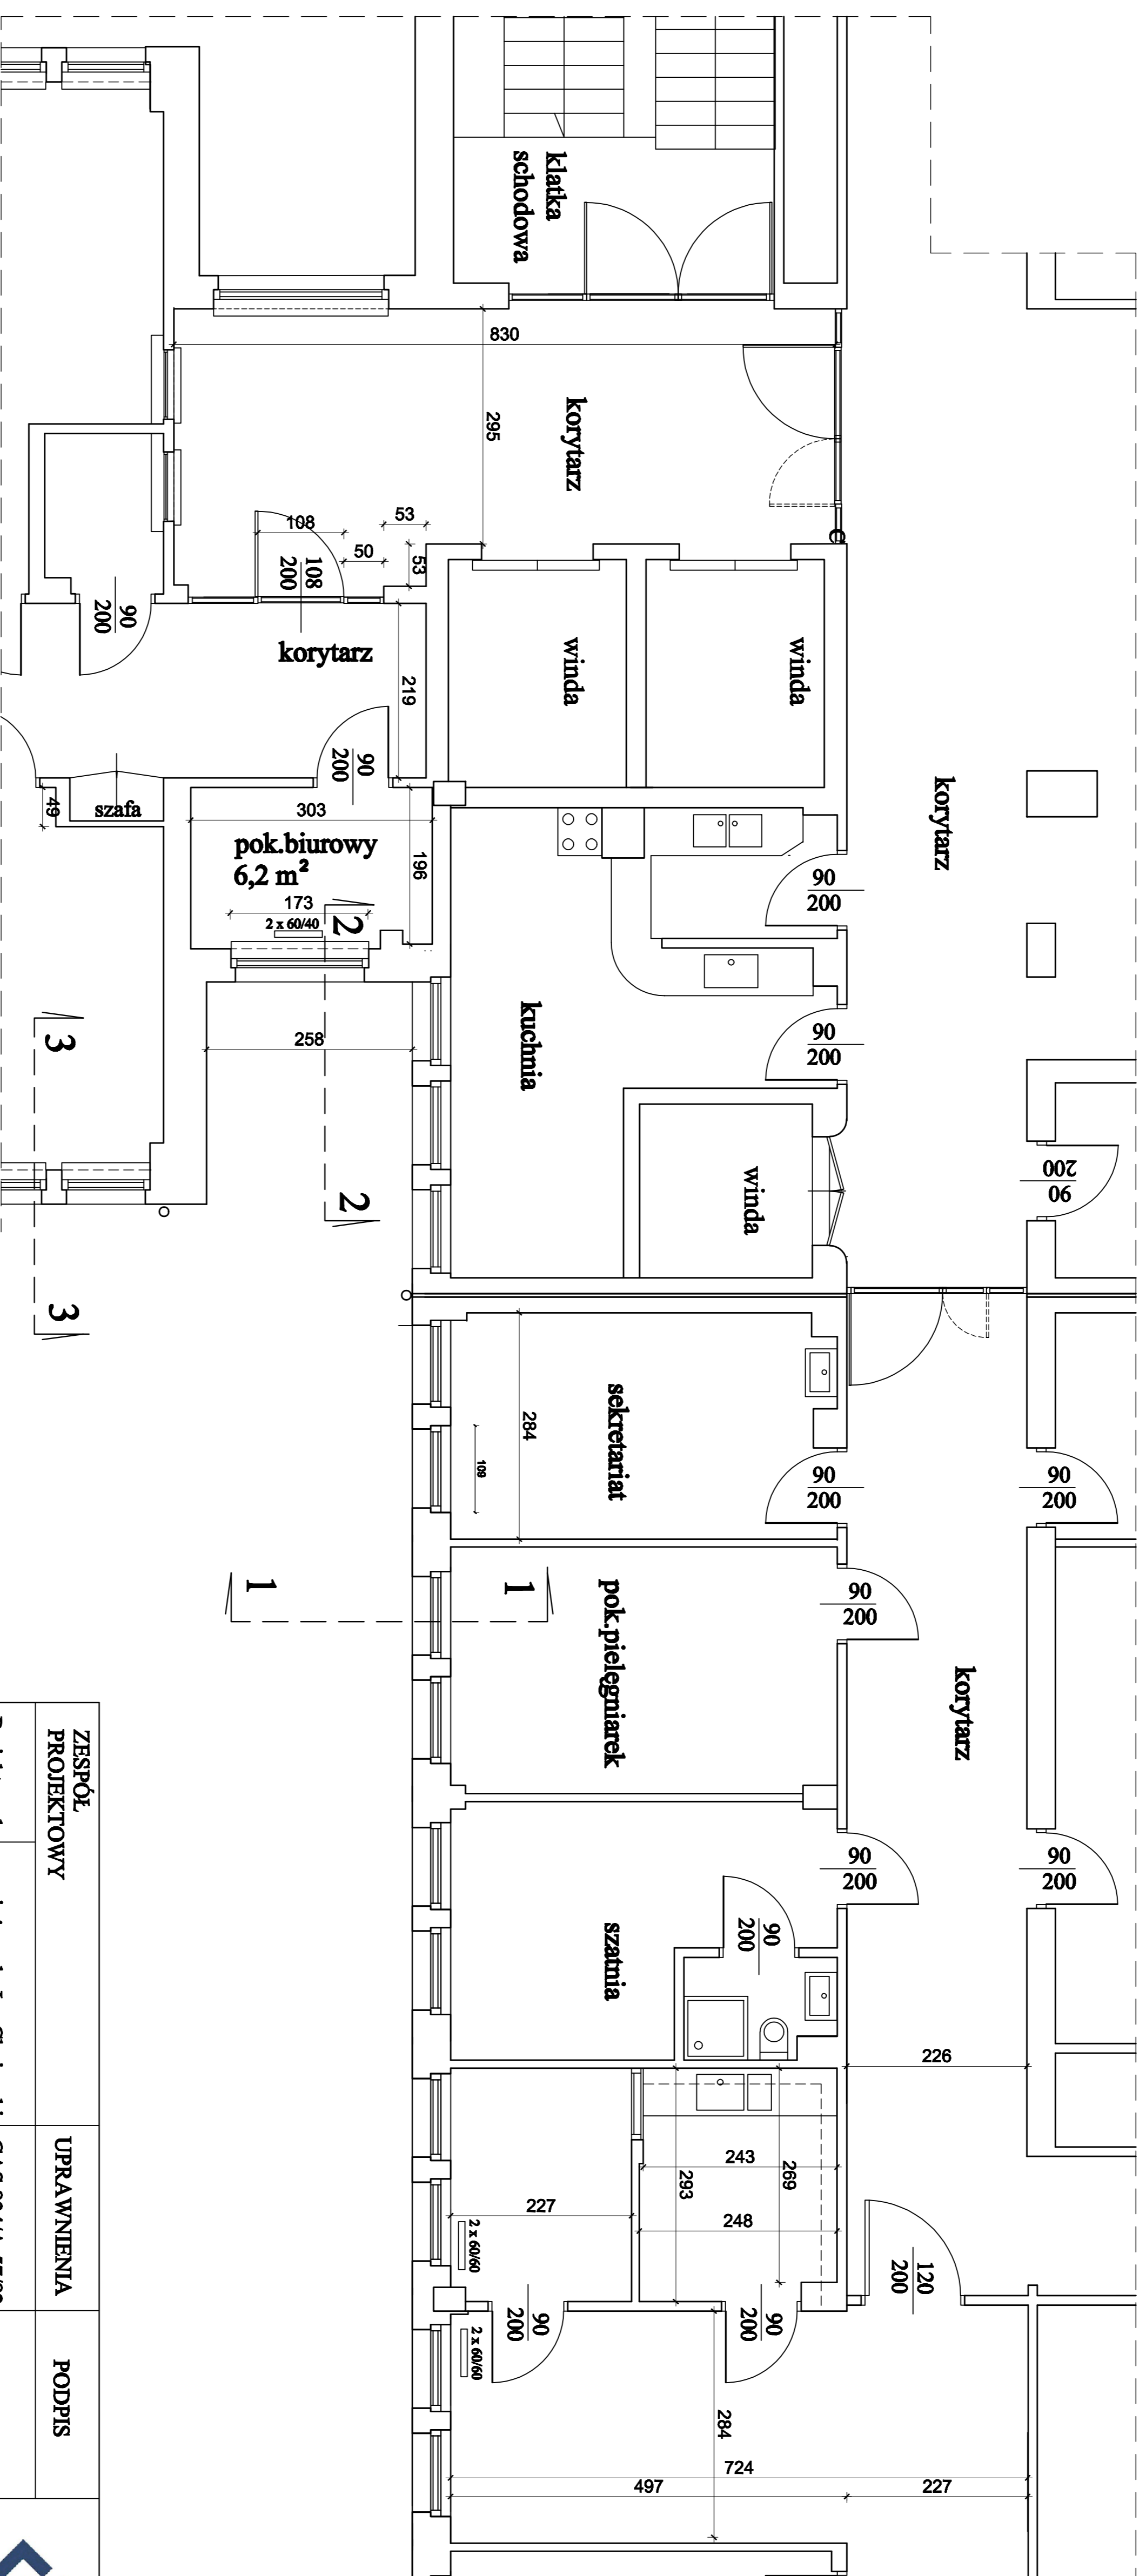 klatka
schodowa
830
295
korytarz
53
53
50
108
108
200
90
200
korytarz
219
winda
winda
korytarz
90
200
szafa
49
303
pok.biurowy
6,2 m²
196
173
2 x 60/40
2
2
258
3
3
kuchnia
90
200
90
200
winda
90
200
sekretariat
284
109
90
200
90
200
1
1
pok.pielęgniarek
90
200
korytarz
szatnia
90
200
90
200
90
200
226
243
269
293
248
227
2 x 60/60
90
200
90
200
120
200
2 x 60/60
284
724
497
227
ZESPÓŁ
PROJEKTOWY
UPRAWNIENIA
PODPIS